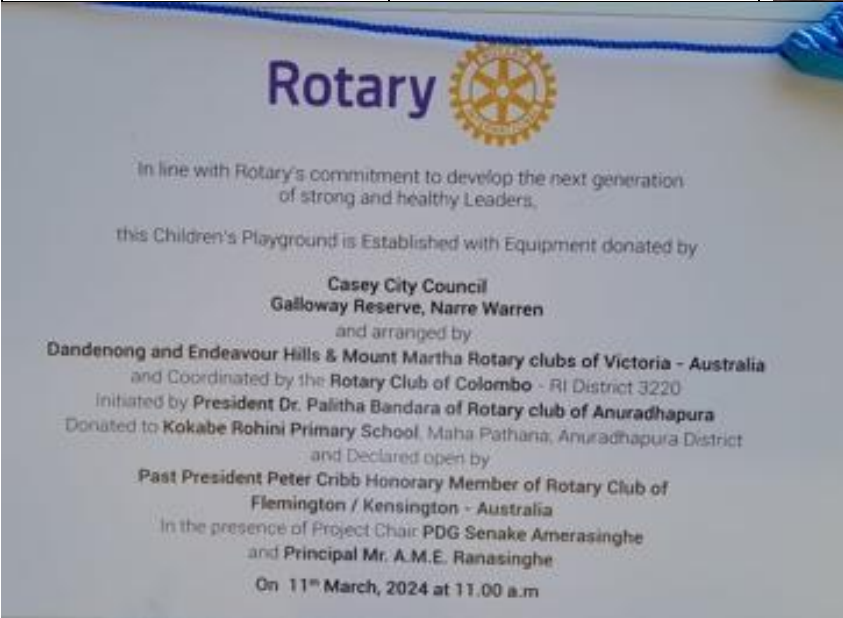 Rotary
ROTARY
INTERNATIONAL
In line with Rotary's commitment to develop the next generation
of strong and healthy Leaders,
this Children's Playground is Established with Equipment donated by
Casey City Council
Galloway Reserve, Narre Warren
and arranged by
Dandenong and Endeavour Hills & Mount Martha Rotary clubs of Victoria - Australia
and Coordinated by the Rotary Club of Colombo - RI District 3220
Initiated by President Dr. Palitha Bandara of Rotary club of Anuradhapura
Donated to Kokabe Rohini Primary School, Maha Pathana, Anuradhapura District
and Declared open by
Past President Peter Cribb Honorary Member of Rotary Club of
Flemington / Kensington - Australia
In the presence of Project Chair PDG Senake Amerasinghe
and Principal Mr. A.M.E. Ranasinghe
On 11th March, 2024 at 11.00 a.m